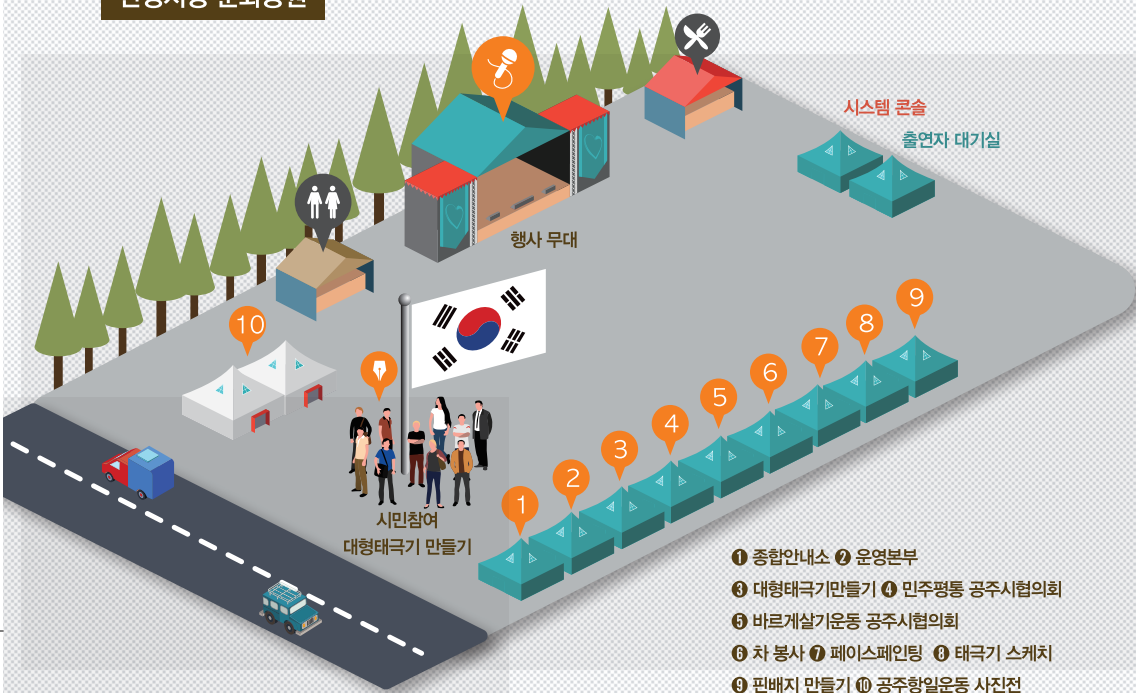 문화공원
시스템 콘솔
출연자 대기실
행사 무대
10
9
8
7
6
5
4
3
2
1
시민참여
대형태극기 만들기
❶ 종합안내소 ❷ 운영본부
❸ 대형태극기만들기 ❹ 민주평통 공주시협의회
❺ 바르게살기운동 공주시협의회
❻ 차 봉사 ❼ 페이스페인팅 ❽ 태극기 스케치
❾ 핀배지 만들기 ❿ 공주항일운동 사진전